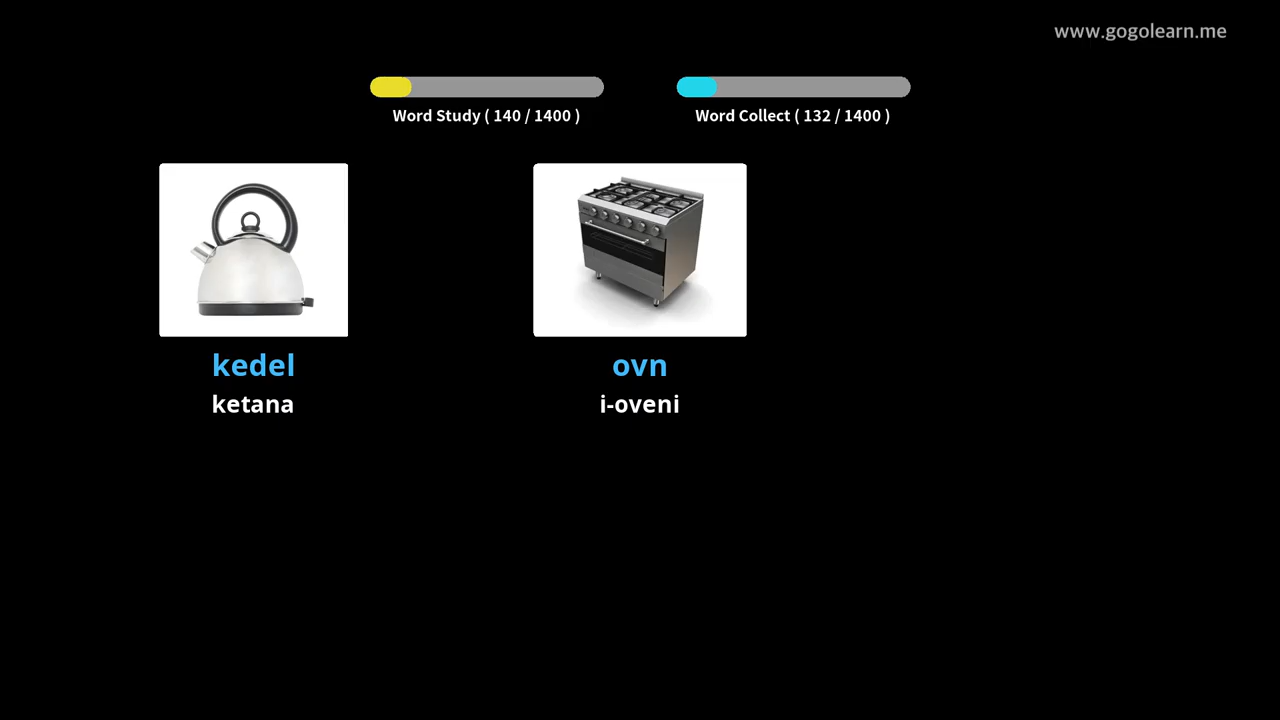 www.gogolearn.me
Word Study ( 140 / 1400 )
Word Collect ( 132 / 1400 )
kedel
ketana
ovn
i-oveni